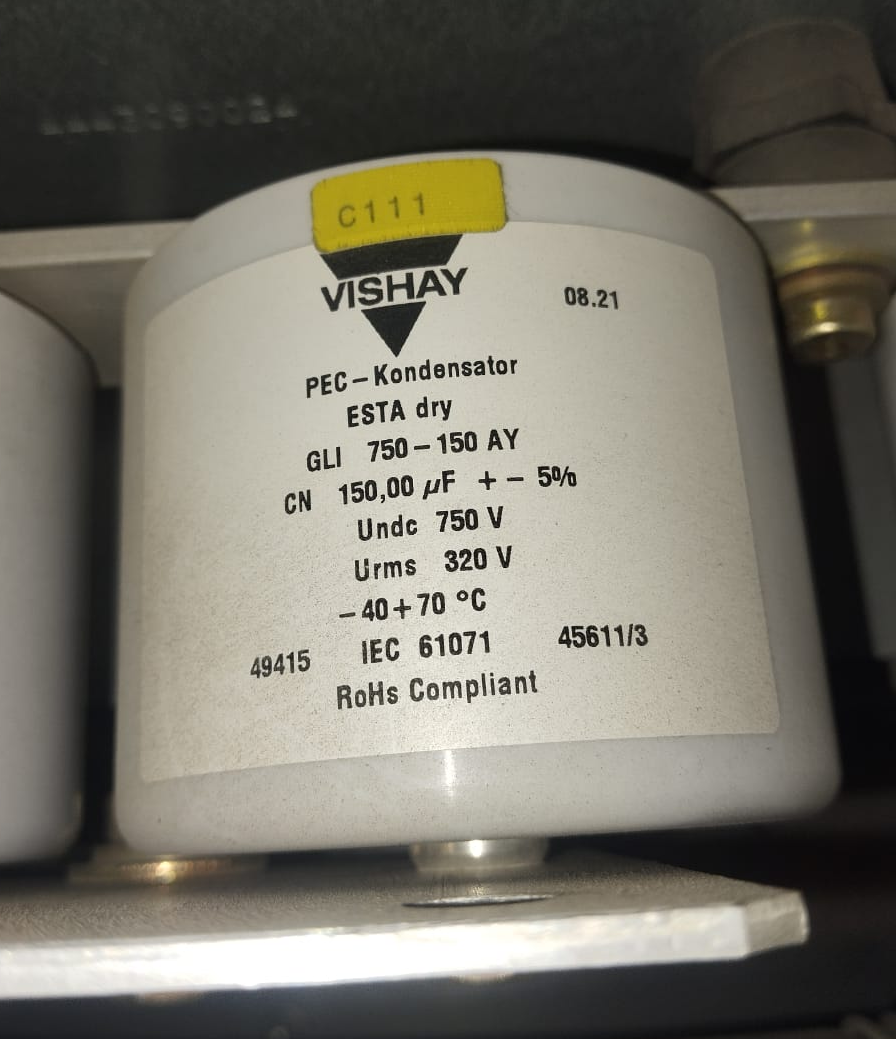 C111
VISHAY
08.21
PEC-Kondensator
ESTA dry
GLI 750-150 AY
CN 150,00 µF +- 5%
Undc 750 V
Urms 320 V
-40+70 °C
49415 IEC 61071 45611/3
RoHs Compliant